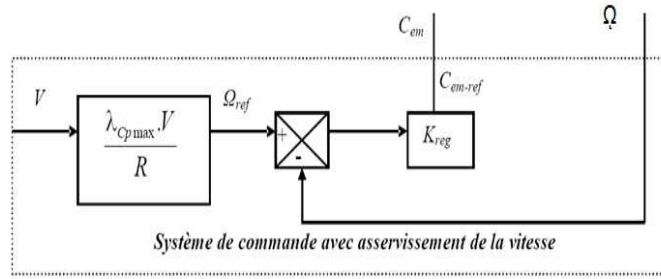 C_em
Ω
V
Ω_ref
C_em-ref
λ_Cp max.V
R
+
-
K_reg
Système de commande avec asservissement de la vitesse